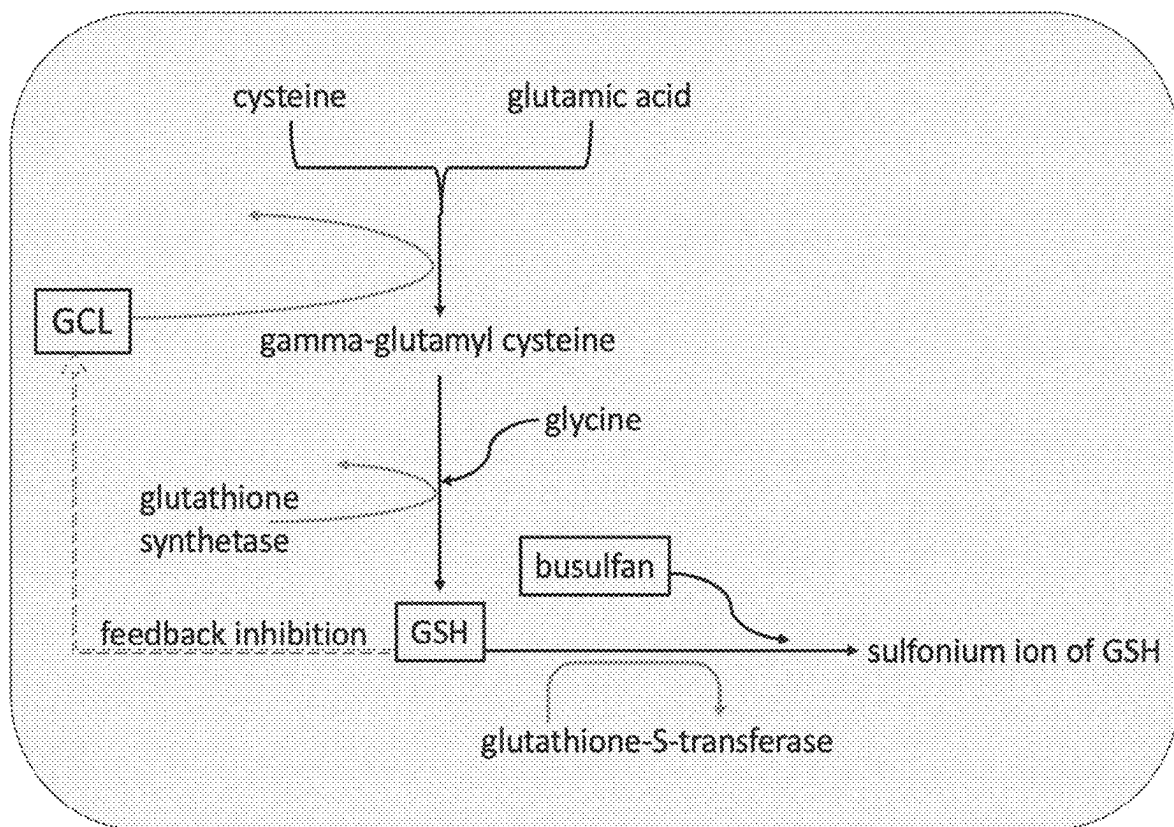 cysteine
glutamic acid
GCL
gamma-glutamyl cysteine
glycine
glutathione
synthetase
busulfan
feedback inhibition
GSH
sulfonium ion of GSH
glutathione-S-transferase